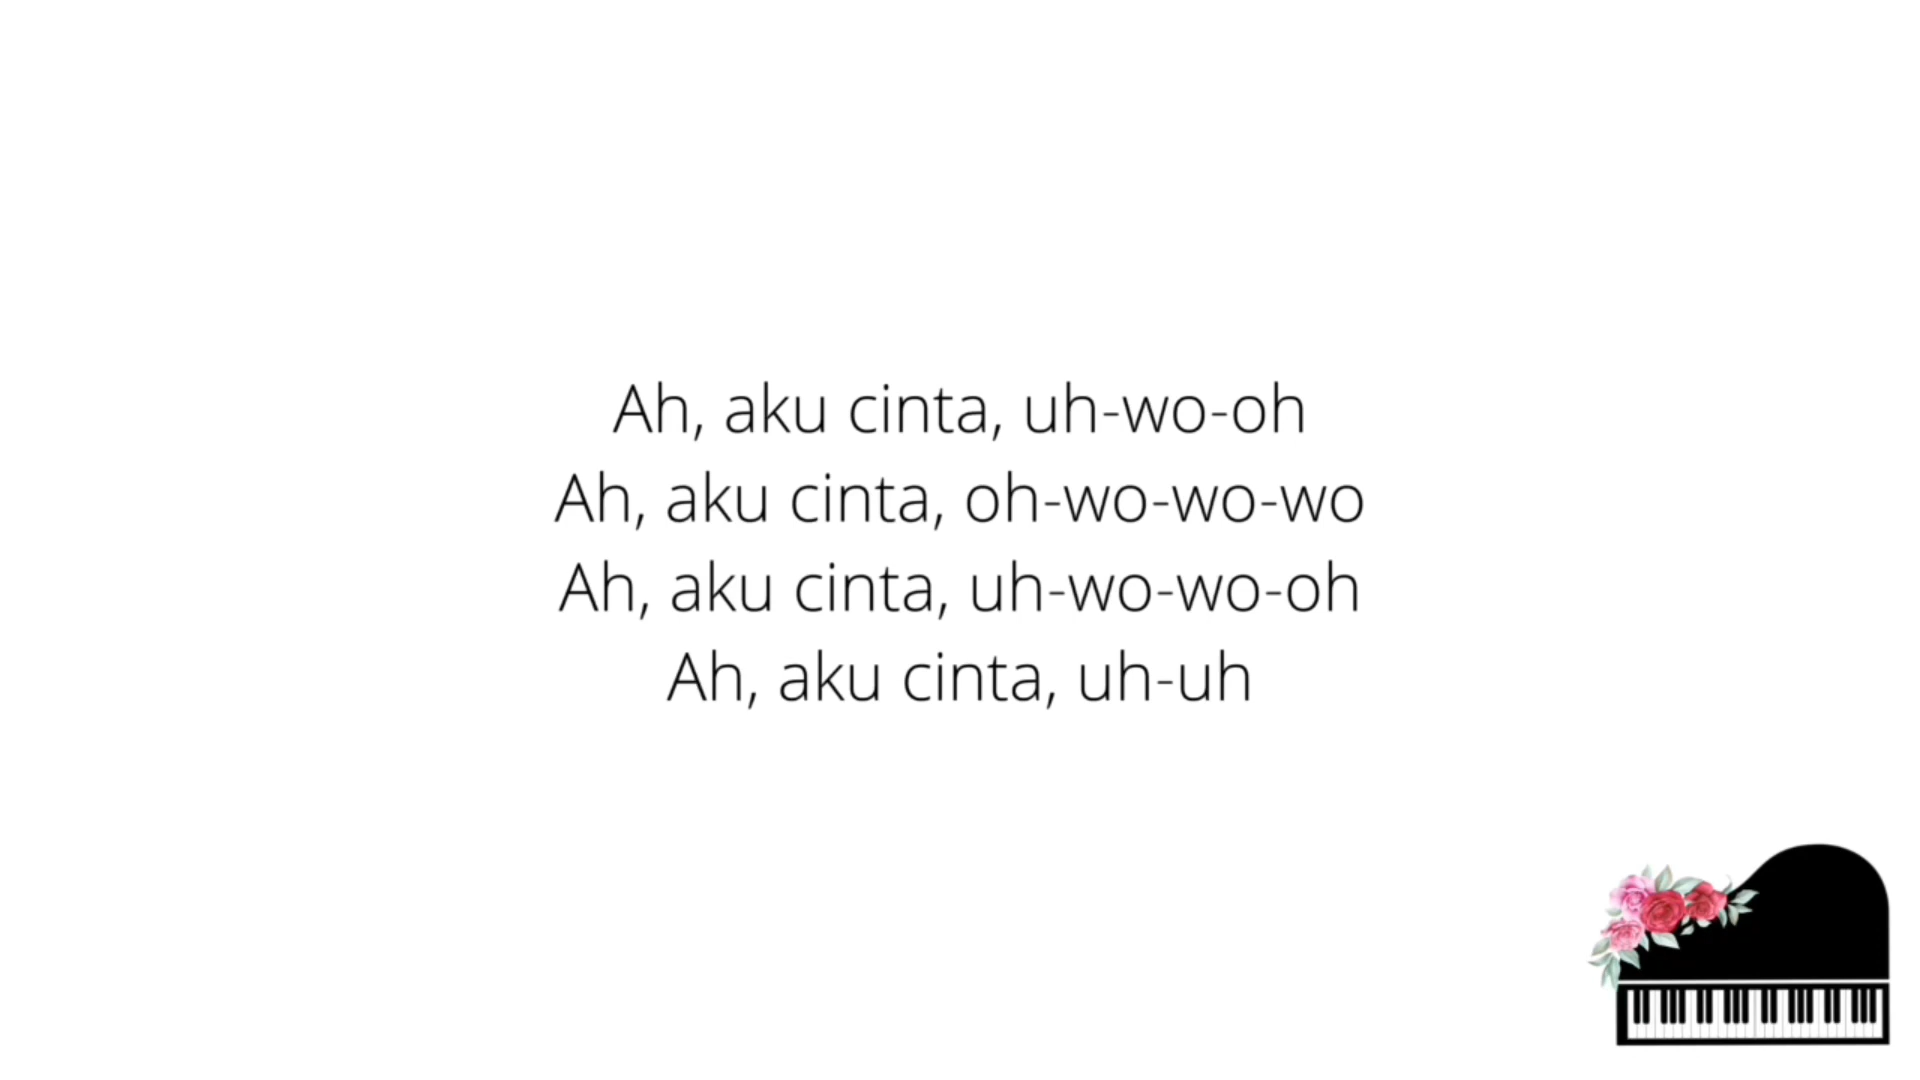 Ah, aku cinta, uh-wo-oh
Ah, aku cinta, oh-wo-wo-wo
Ah, aku cinta, uh-wo-wo-oh
Ah, aku cinta, uh-uh